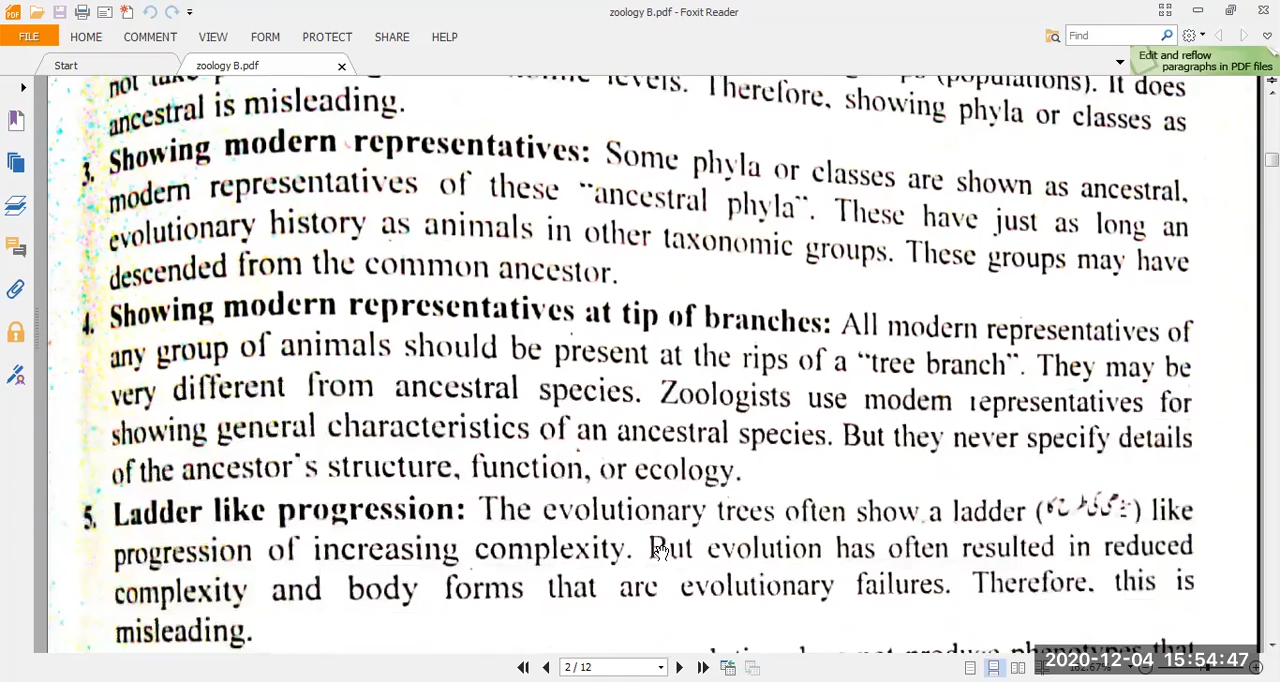 zoology B.pdf - Foxit Reader
FILE HOME COMMENT VIEW FORM PROTECT SHARE HELP
Find
Start
zoology B.pdf
Edit and reflow
paragraphs in PDF files
not take levels. (populations). It does
ancestral is misleading. Therefore, showing phyla or classes as
3. Showing modern representatives: Some phyla or classes are shown as ancestral,
modern representatives of these "ancestral phyla". These have just as long an
evolutionary history as animals in other taxonomic groups. These groups may have
descended from the common ancestor.
4. Showing modern representatives at tip of branches: All modern representatives of
any group of animals should be present at the rips of a "tree branch". They may be
very different from ancestral species. Zoologists use modem representatives for
showing general characteristics of an ancestral species. But they never specify details
of the ancestor's structure, function, or ecology.
5. Ladder like progression: The evolutionary trees often show a ladder ( ) like
progression of increasing complexity. But evolution has often resulted in reduced
complexity and body forms that are evolutionary failures. Therefore, this is
misleading.
not produce phenotypes that
2 / 12
2020-12-04 15:54:47